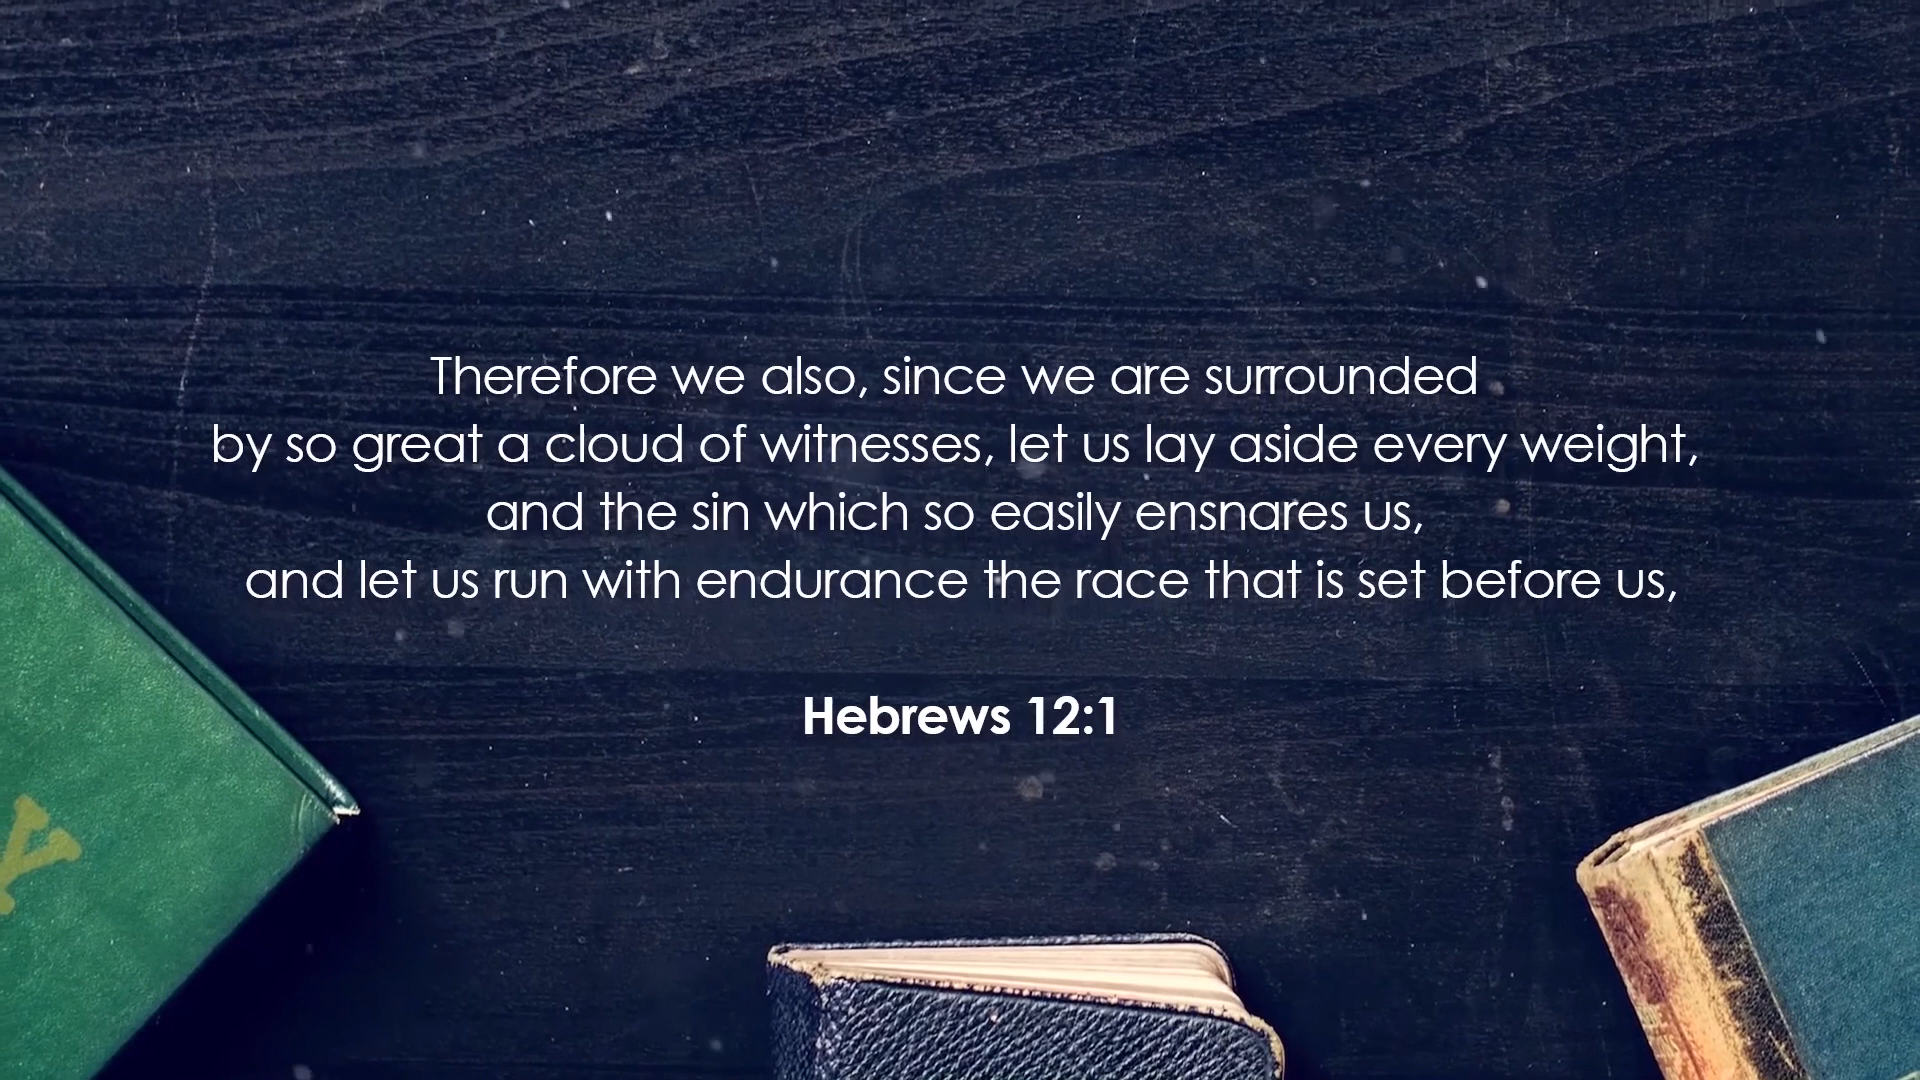 Therefore we also, since we are surrounded
by so great a cloud of witnesses, let us lay aside every weight,
and the sin which so easily ensnares us,
and let us run with endurance the race that is set before us,
Hebrews 12:1
Y